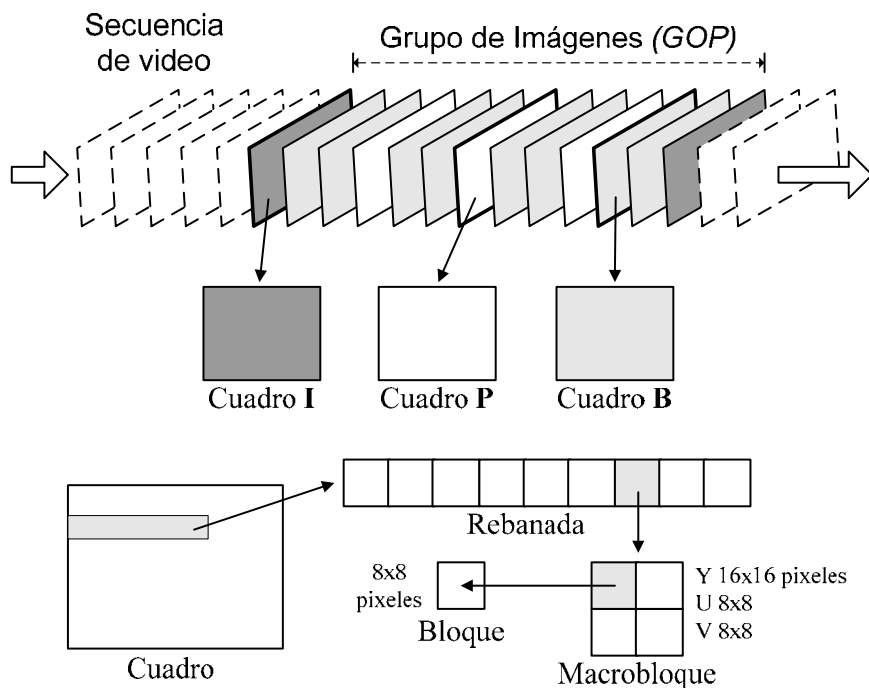 Secuencia
de video
Grupo de Imágenes (GOP)
Cuadro I
Cuadro P
Cuadro B
Rebanada
8x8
pixeles
Bloque
Y 16x16 pixeles
U 8x8
V 8x8
Cuadro
Macrobloque